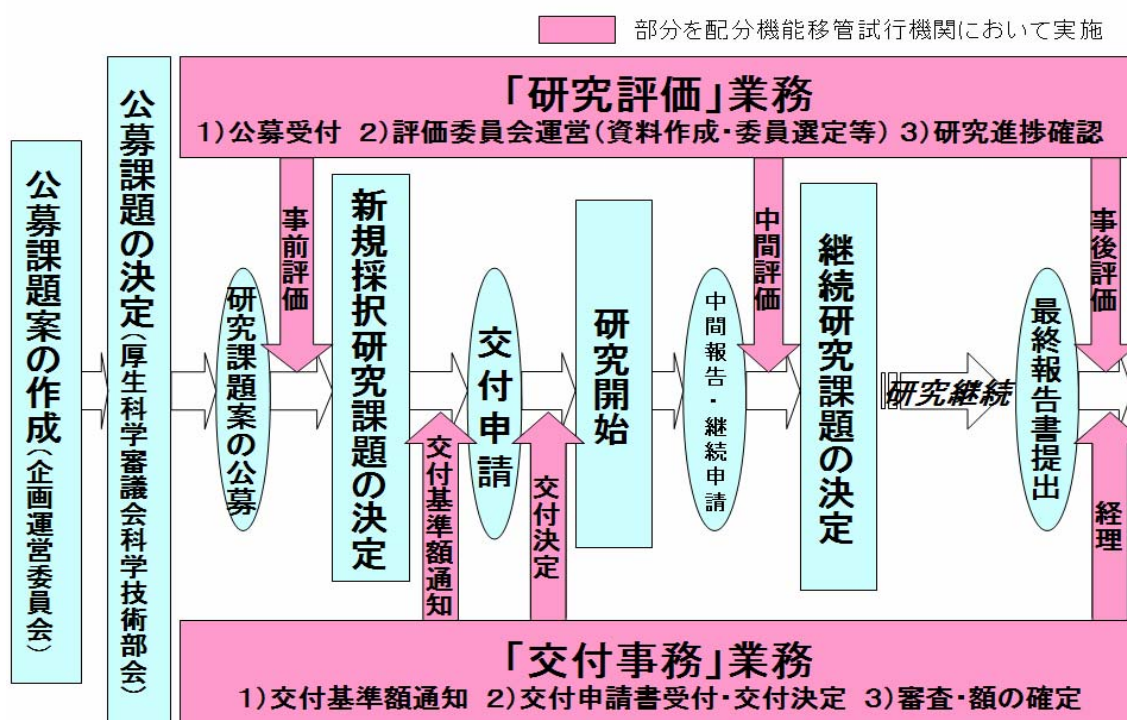 部分を配分機能移管試行機関において実施
「研究評価」業務
1)公募受付 2)評価委員会運営(資料作成・委員選定等) 3)研究進捗確認
公募課題案の作成(企画運営委員会)
公募課題の決定(厚生科学審議会科学技術部会)
研究課題案の公募
事前評価
新規採択研究課題の決定
交付基準額通知
交付申請
交付決定
研究開始
中間報告・継続申請
中間評価
継続研究課題の決定
研究継続
最終報告書提出
事後評価
経理
「交付事務」業務
1)交付基準額通知 2)交付申請書受付・交付決定 3)審査・額の確定